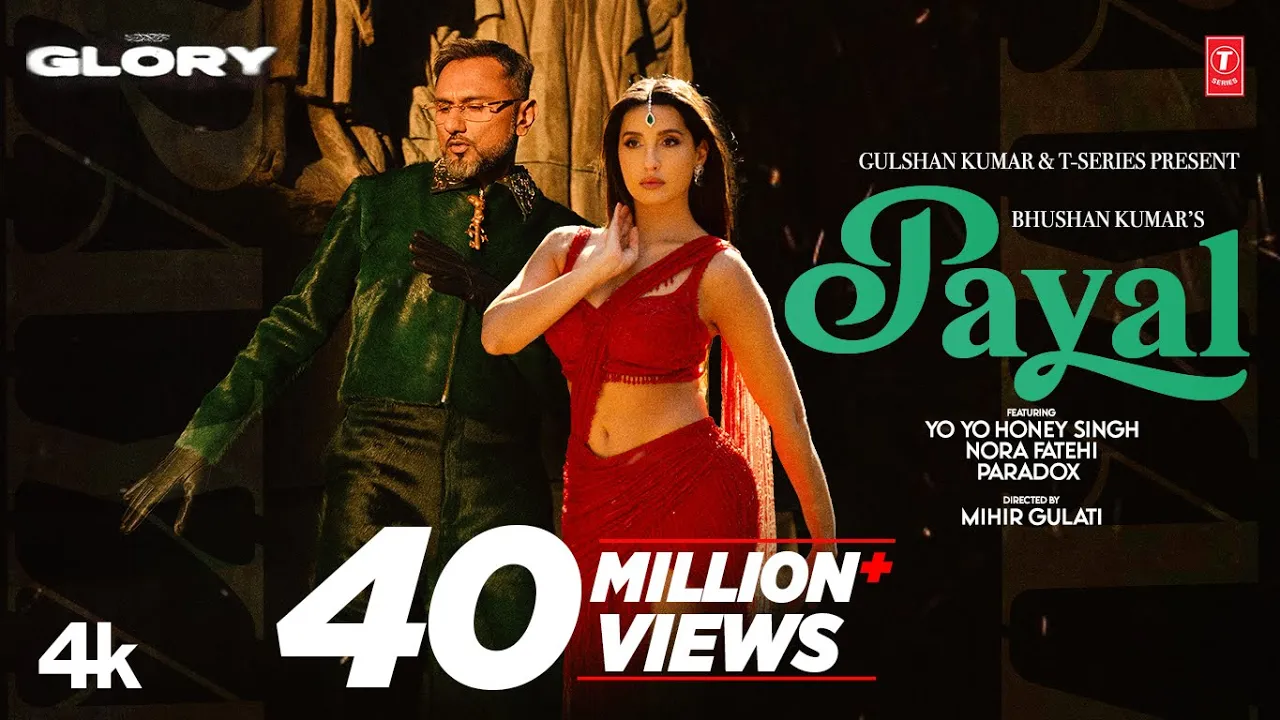 GLORY
T
SERIES
GULSHAN KUMAR & T-SERIES PRESENT
BHUSHAN KUMAR'S
Payal
FEATURING
YO YO HONEY SINGH
NORA FATEHI
PARADOX
DIRECTED BY
MIHIR GULATI
40 MILLION+
VIEWS
4k